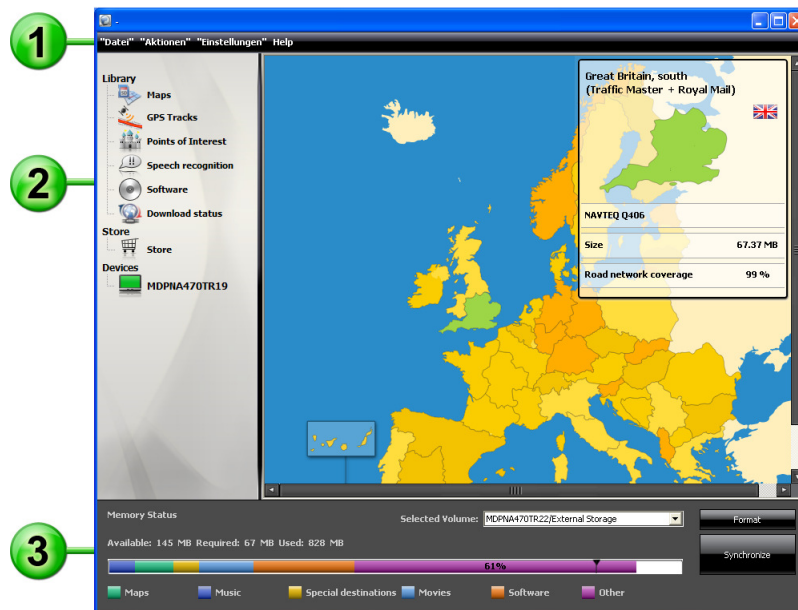 -
1
"Datei" "Aktionen" "Einstellungen" Help
2
Library
Maps
GPS Tracks
Points of Interest
Speech recognition
Software
Download status
Store
Store
Devices
MDPNA470TR19
Great Britain, south
(Traffic Master + Royal Mail)
NAVTEQ Q406
Size 67.37 MB
Road network coverage 99 %
3
Memory Status
Selected Volume: MDPNA470TR22/External Storage
Format
Available: 145 MB Required: 67 MB Used: 828 MB
Synchronize
61%
Maps Music Special destinations Movies Software Other